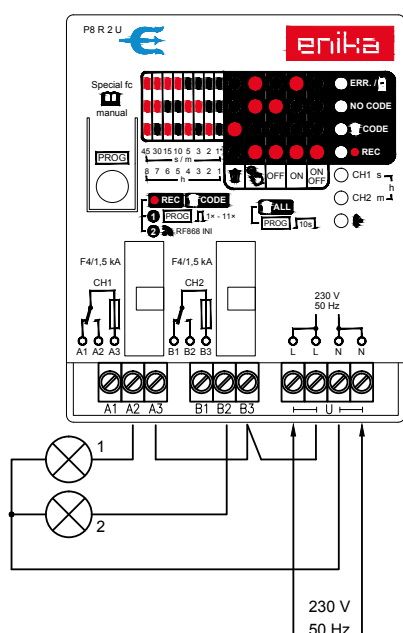 P8 R 2 U
enika
Special fc
manual
PROG
45 30 15 10 5 3 2 1
s / m
8 7 6 5 4 3 2 1
h
ERR. /
NO CODE
CODE
REC
OFF ON ON OFF
CH1 s
h
CH2 m
REC CODE
1 PROG 1× - 11×
2 RF868 INI
ALL
PROG 10s
F4/1,5 kA F4/1,5 kA
CH1 CH2
230 V
50 Hz
A1 A2 A3 B1 B2 B3 L L N N
A1 A2 A3 B1 B2 B3 U
1
2
230 V
50 Hz